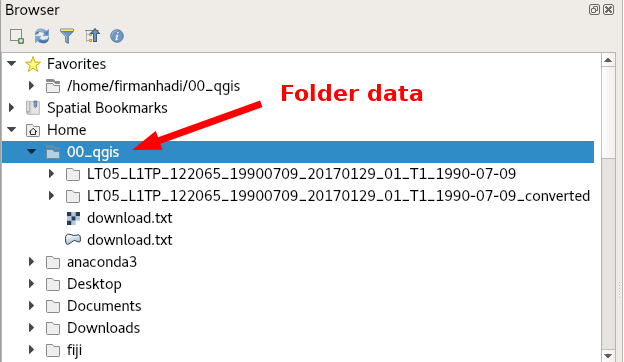 Browser
Favorites
/home/firmanhadi/00_qgis
Folder data
Spatial Bookmarks
Home
00_qgis
LT05_L1TP_122065_19900709_20170129_01_T1_1990-07-09
LT05_L1TP_122065_19900709_20170129_01_T1_1990-07-09_converted
download.txt
download.txt
anaconda3
Desktop
Documents
Downloads
fiji